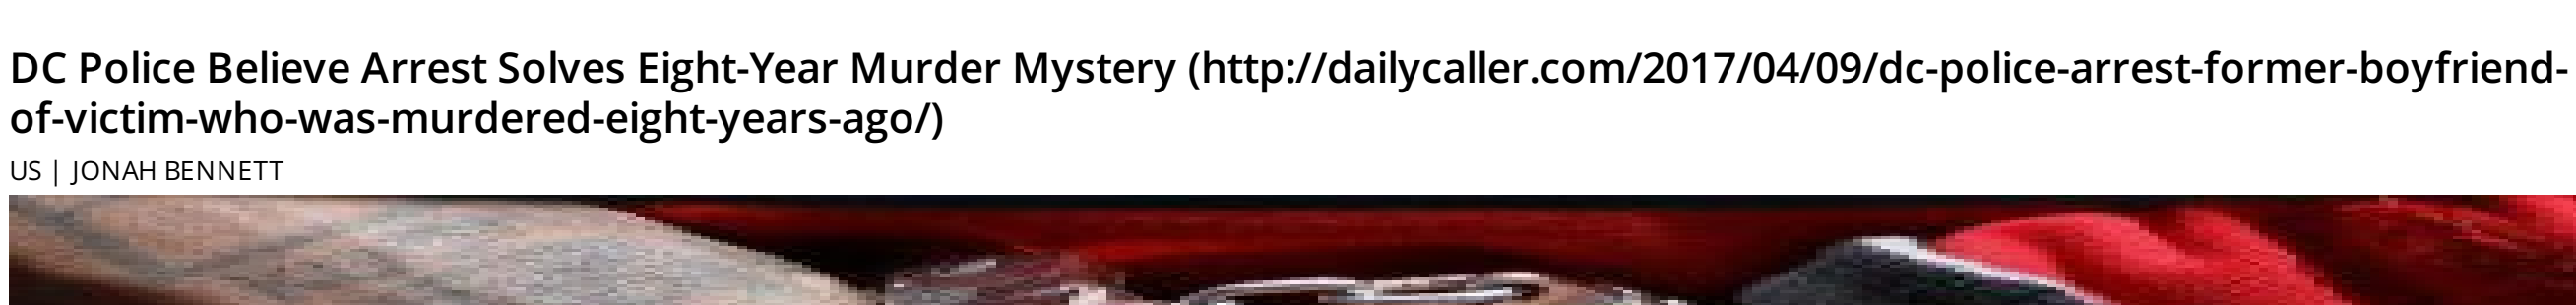 DC Police Believe Arrest Solves Eight-Year Murder Mystery (http://dailycaller.com/2017/04/09/dc-police-arrest-former-boyfriend-
of-victim-who-was-murdered-eight-years-ago/)
US | JONAH BENNETT